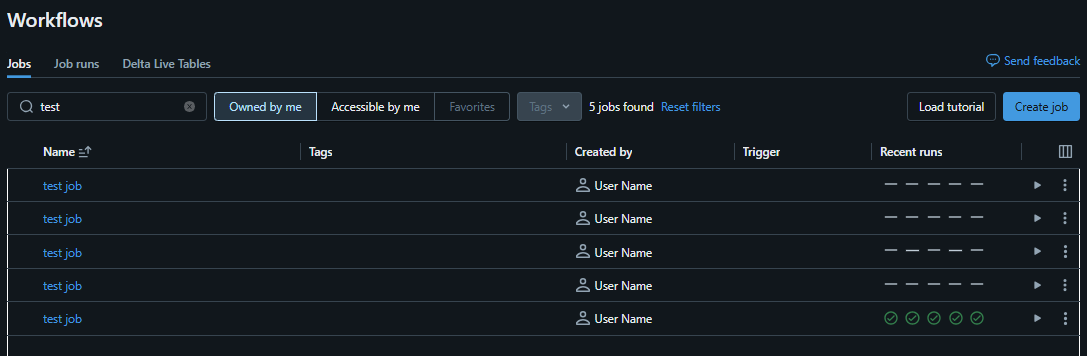 Workflows
Jobs Job runs Delta Live Tables Send feedback
test Owned by me Accessible by me Favorites Tags 5 jobs found Reset filters Load tutorial Create job
Name Tags Created by Trigger Recent runs
test job User Name
test job User Name
test job User Name
test job User Name
test job User Name